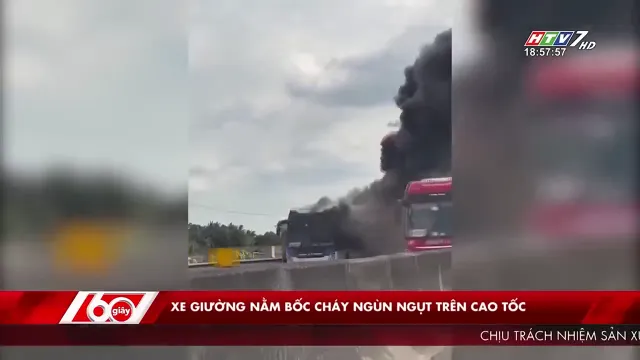 HTV7 HD
18:57:57
60 giây
XE GIƯỜNG NẰM BỐC CHÁY NGÙN NGỤT TRÊN CAO TỐC
CHỊU TRÁCH NHIỆM SẢN